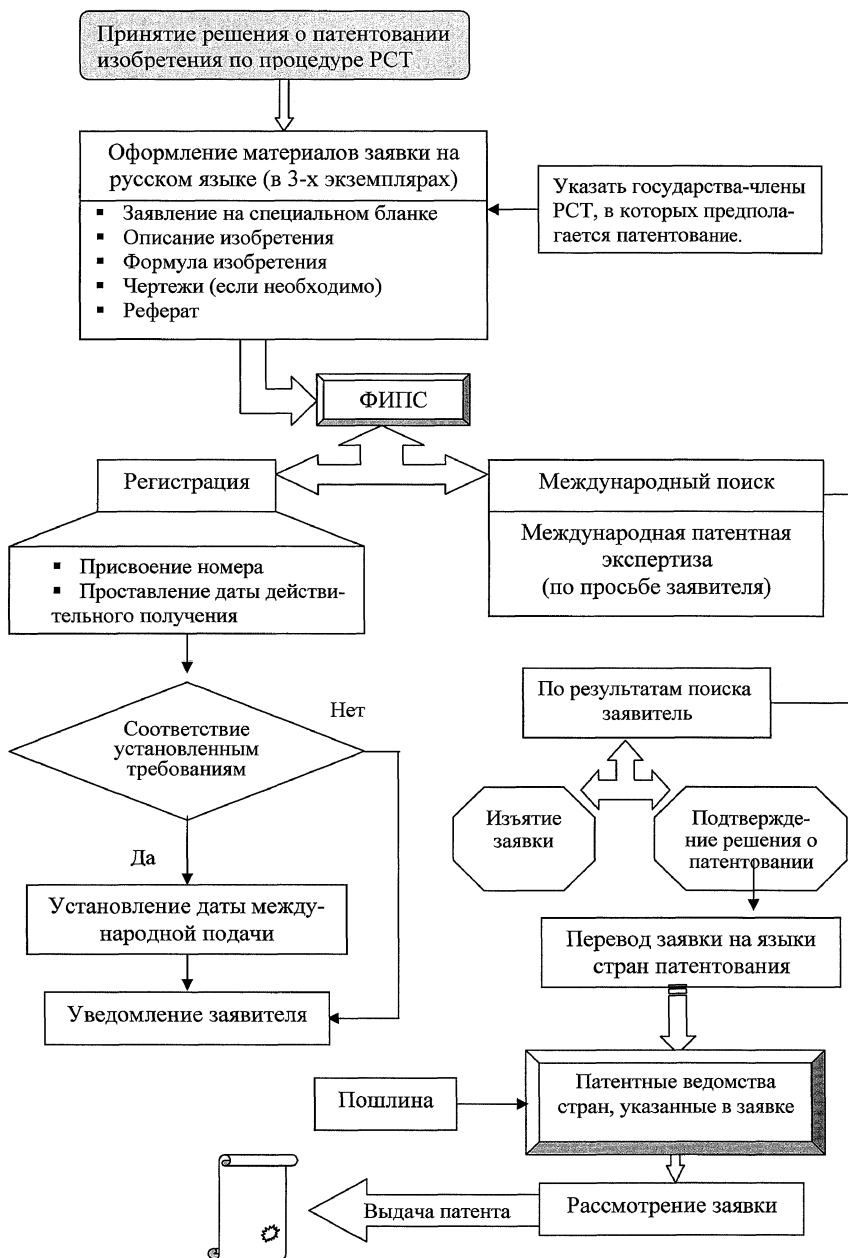 Принятие решения о патентовании
изобретения по процедуре РСТ
Оформление материалов заявки на
русском языке (в 3-х экземплярах)
▪ Заявление на специальном бланке
▪ Описание изобретения
▪ Формула изобретения
▪ Чертежи (если необходимо)
▪ Реферат
Указать государства-члены
РСТ, в которых предпола-
гается патентование.
ФИПС
Регистрация
▪ Присвоение номера
▪ Проставление даты действи-
тельного получения
Международный поиск
Международная патентная
экспертиза
(по просьбе заявителя)
Соответствие
установленным
требованиям
Нет
Да
Установление даты между-
народной подачи
Уведомление заявителя
По результатам поиска
заявитель
Изъятие
заявки
Подтвержде-
ние решения о
патентовании
Перевод заявки на языки
стран патентования
Пошлина
Патентные ведомства
стран, указанные в заявке
Рассмотрение заявки
Выдача патента